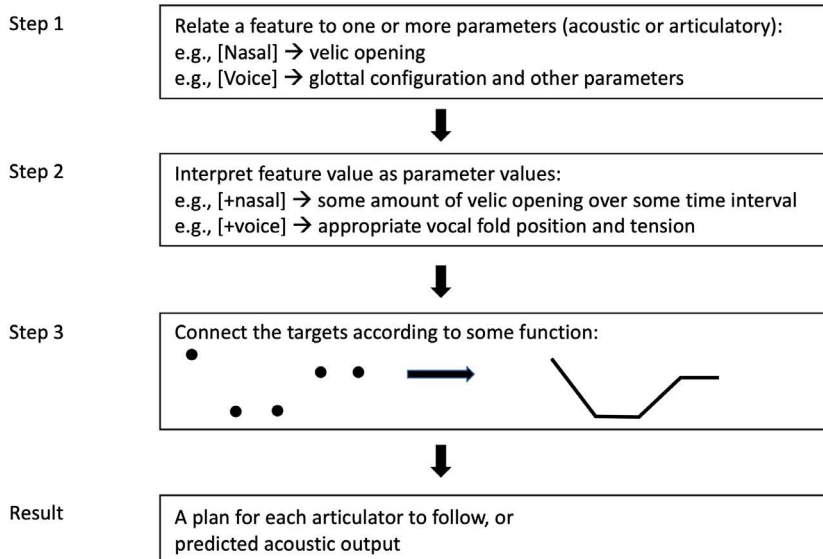 Step 1
Relate a feature to one or more parameters (acoustic or articulatory):
e.g., [Nasal] → velic opening
e.g., [Voice] → glottal configuration and other parameters
Step 2
Interpret feature value as parameter values:
e.g., [+nasal] → some amount of velic opening over some time interval
e.g., [+voice] → appropriate vocal fold position and tension
Step 3
Connect the targets according to some function:
Result
A plan for each articulator to follow, or
predicted acoustic output